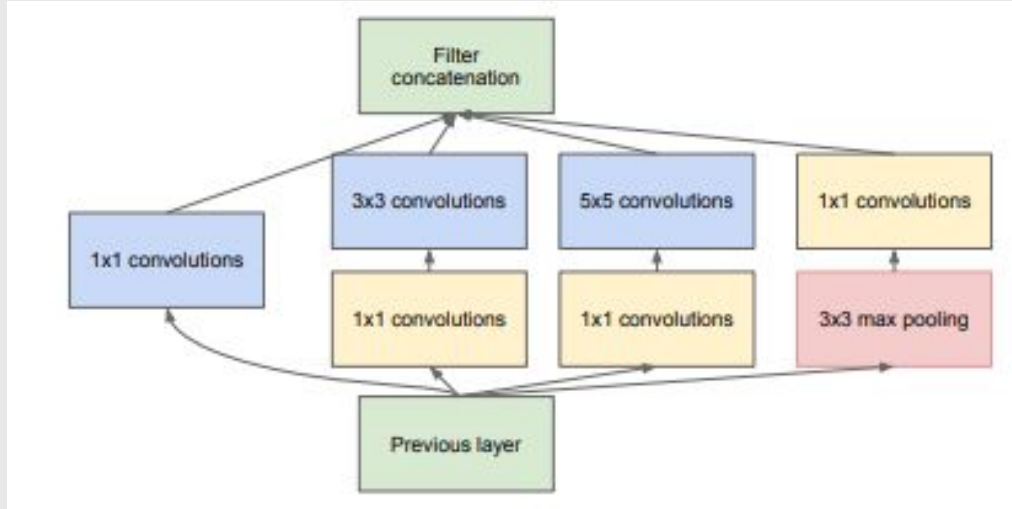 Filter
concatenation
3x3 convolutions
5x5 convolutions
1x1 convolutions
1x1 convolutions
1x1 convolutions
1x1 convolutions
3x3 max pooling
Previous layer